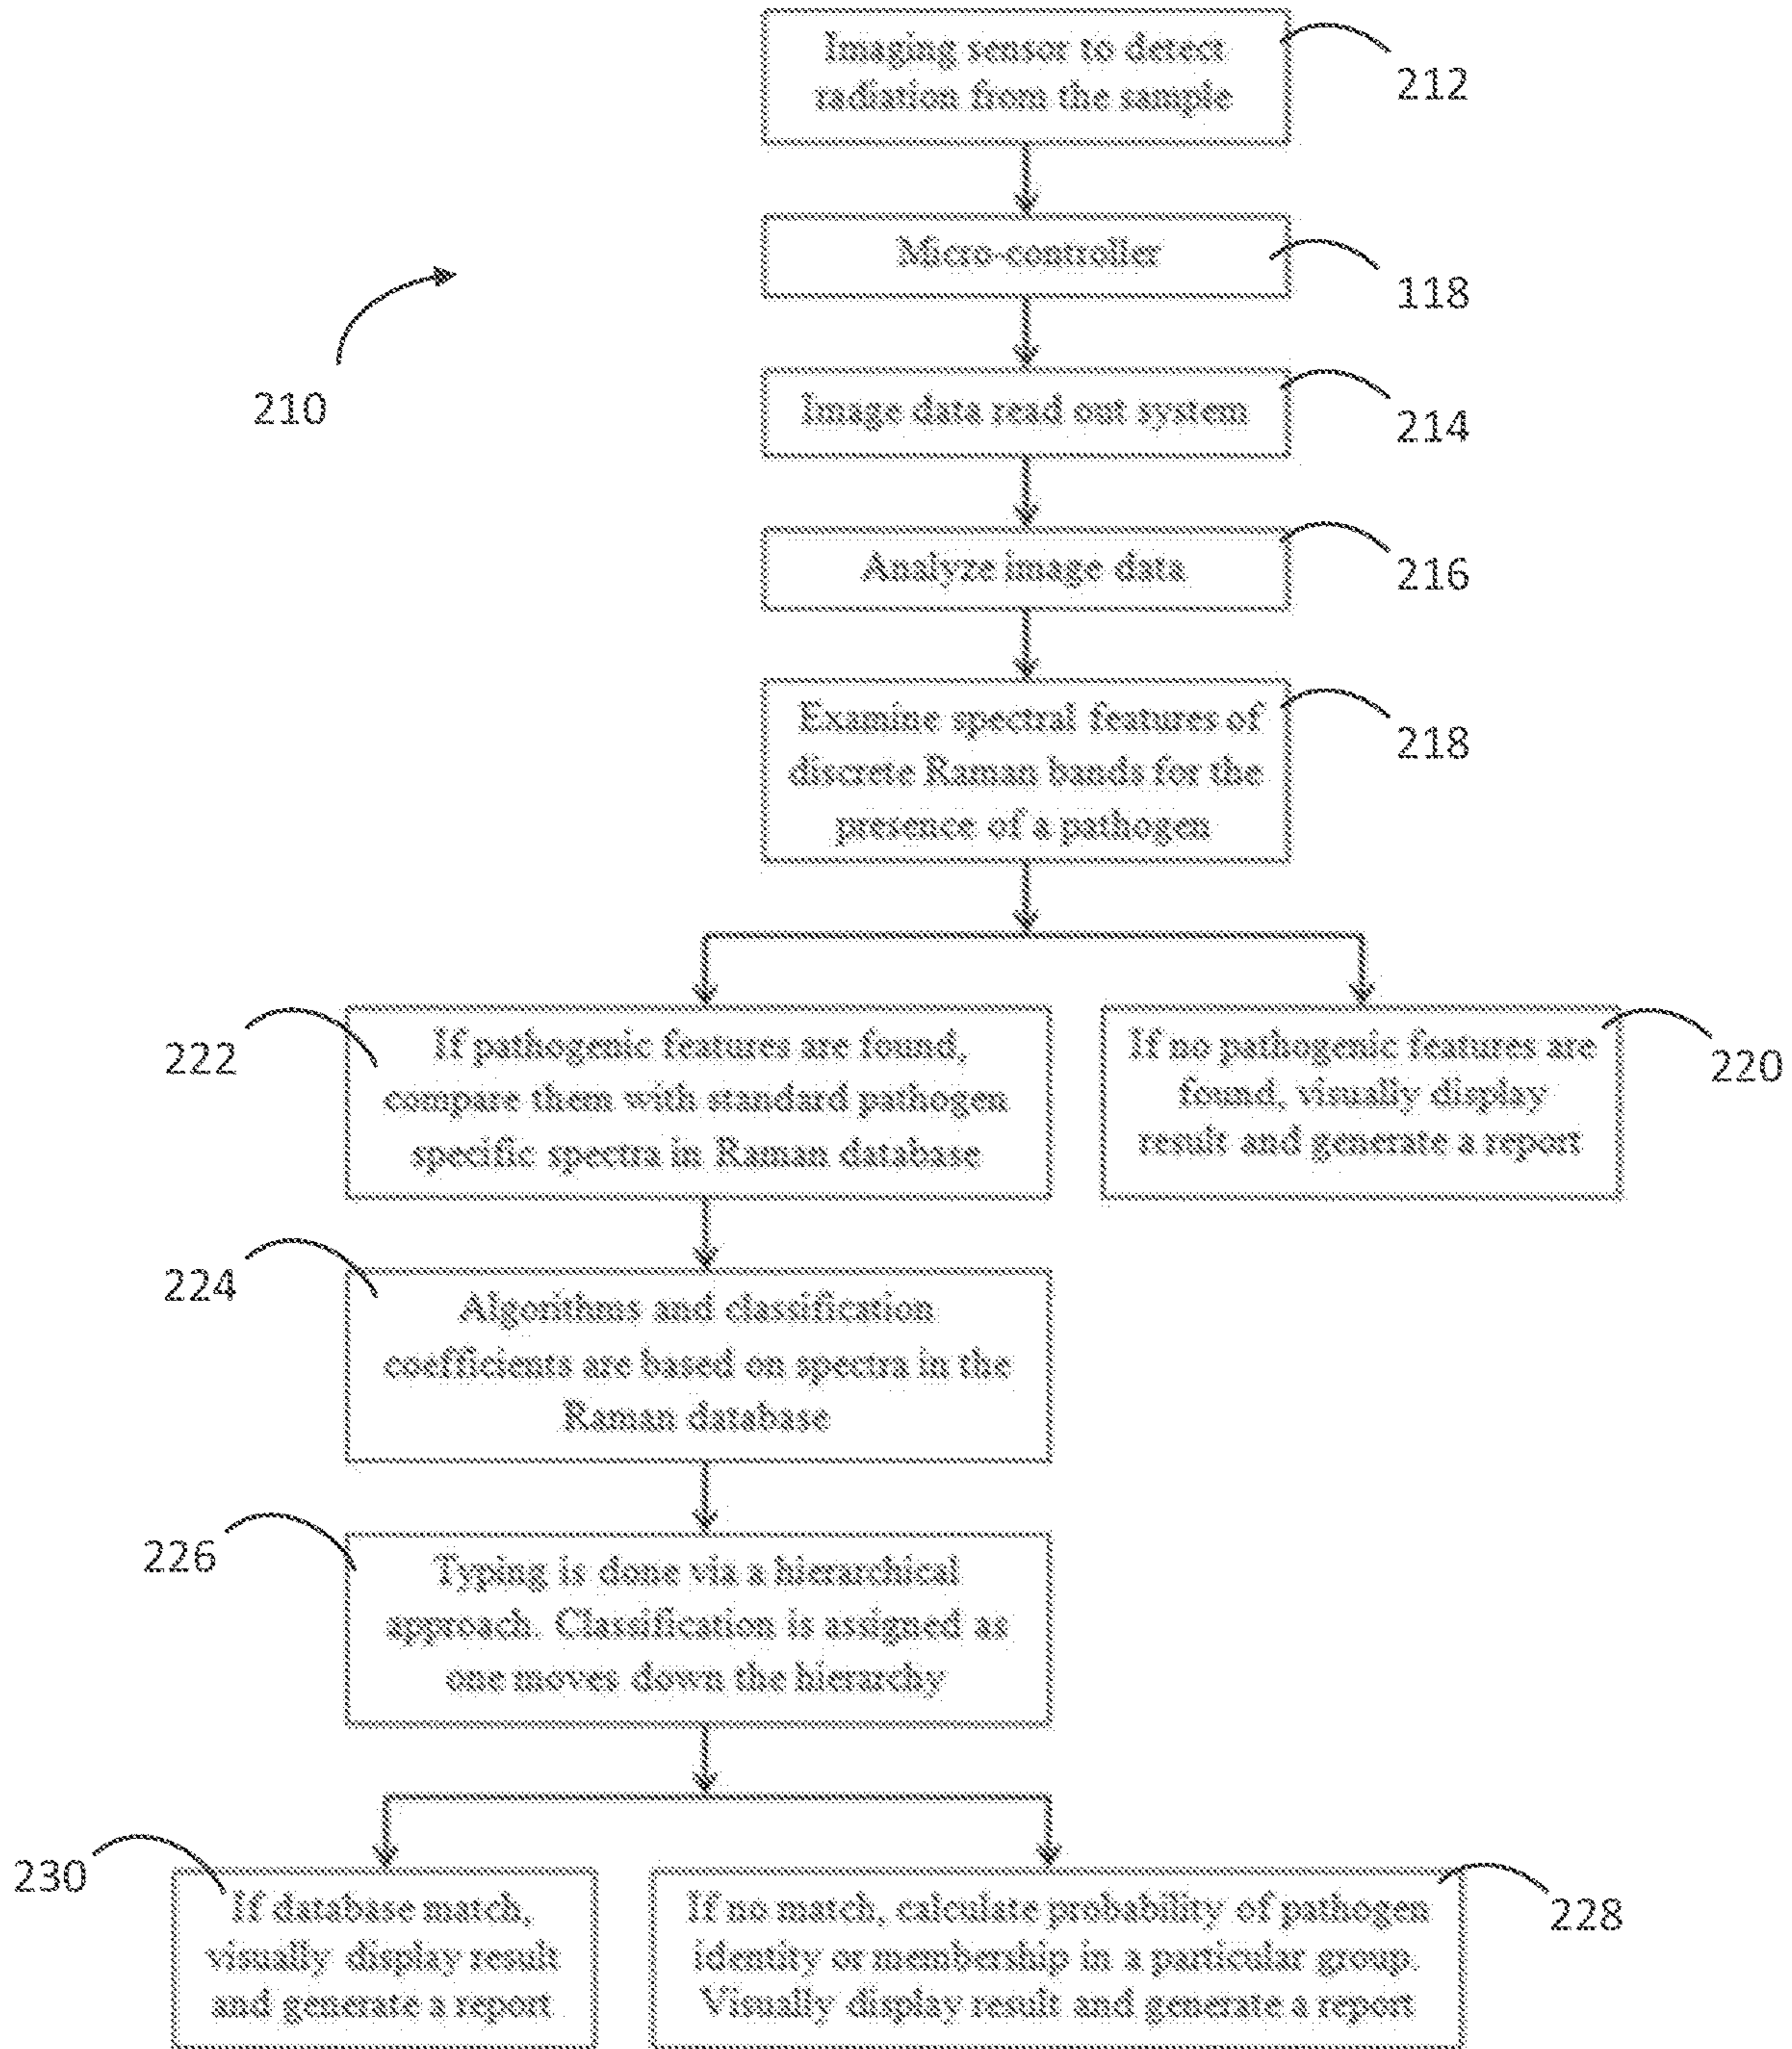 Imaging sensor to detect
radiation from the sample
212
Micro-controller
118
210
Image data read out system
214
Analyze image data
216
Examine spectral features of
discrete Raman bands for the
presence of a pathogen
218
222
If pathogenic features are found,
compare them with standard pathogen
specific spectra in Raman database
If no pathogenic features are
found, visually display
result and generate a report
220
224
Algorithms and classification
coefficients are based on spectra in the
Raman database
226
Typing is done via a hierarchical
approach. Classification is assigned as
one moves down the hierarchy
230
If database match,
visually display result
and generate a report
If no match, calculate probability of pathogen
identity or membership in a particular group.
Visually display result and generate a report
228